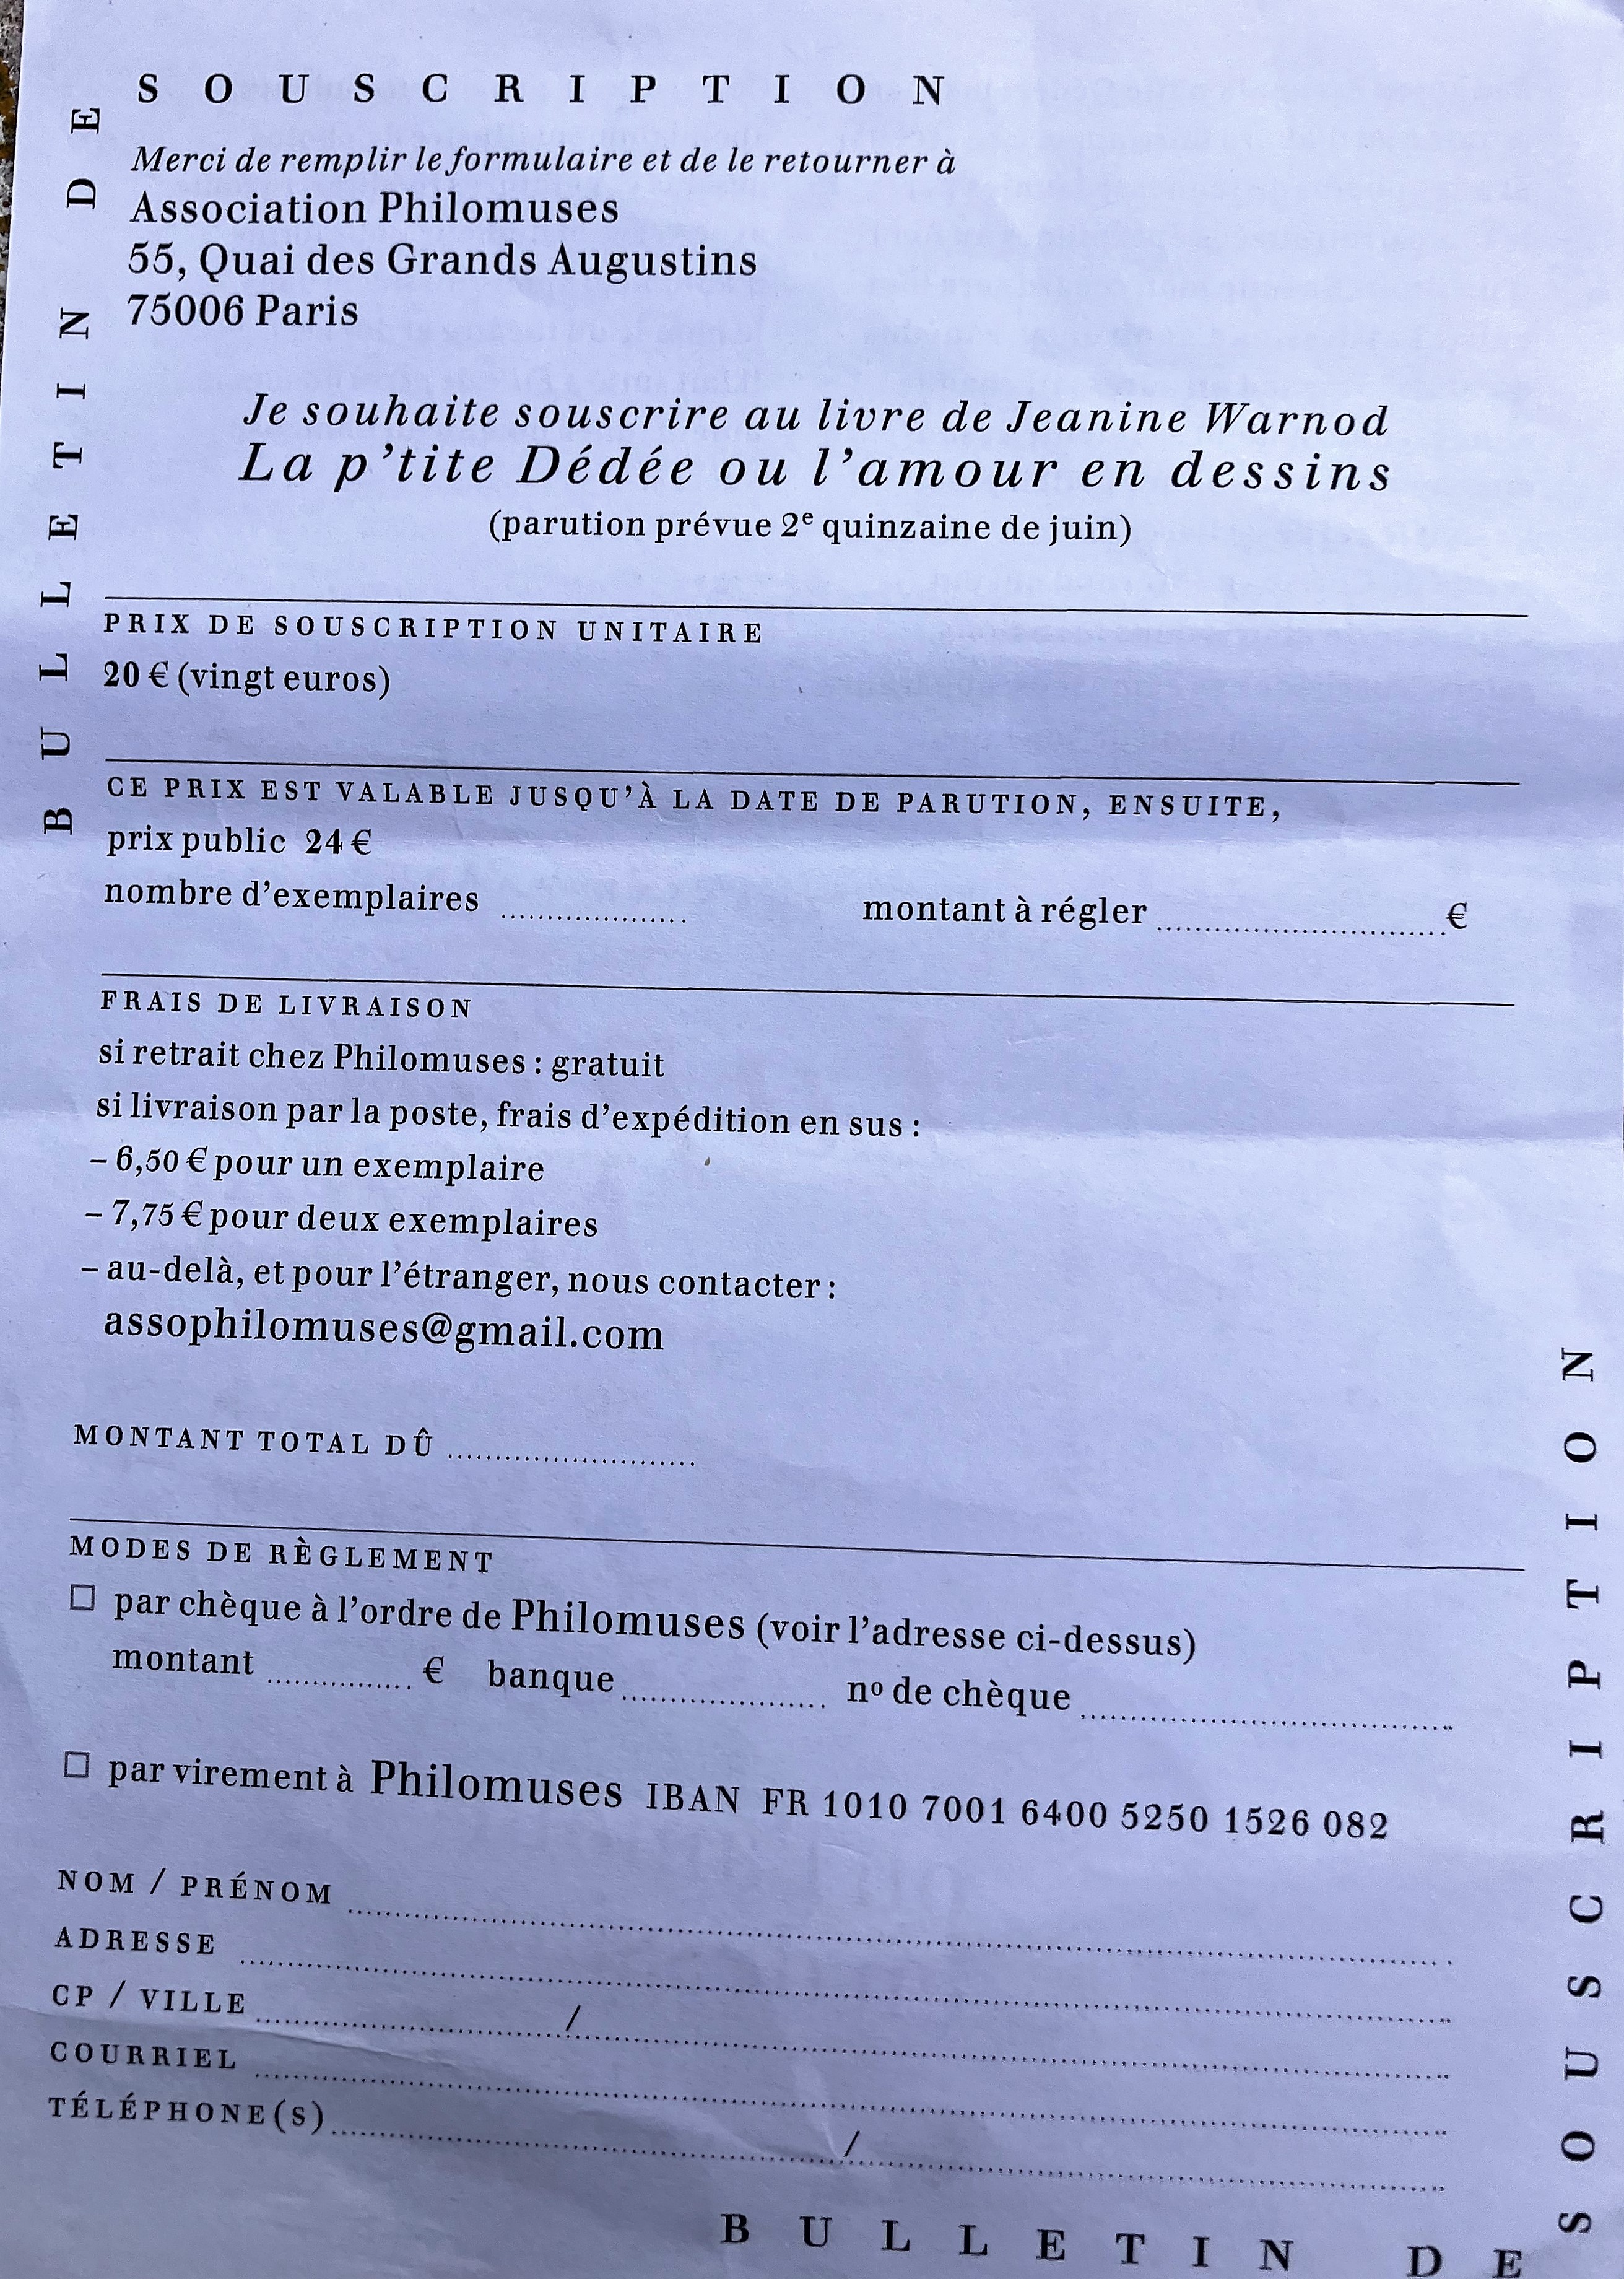 BULLETIN DE
SOUSCRIPTION
Merci de remplir le formulaire et de le retourner à
Association Philomuses
55, Quai des Grands Augustins
75006 Paris
Je souhaite souscrire au livre de Jeanine Warnod
La p’tite Dédée ou l’amour en dessins
(parution prévue 2e quinzaine de juin)
PRIX DE SOUSCRIPTION UNITAIRE
20 € (vingt euros)
CE PRIX EST VALABLE JUSQU’À LA DATE DE PARUTION, ENSUITE,
prix public 24 €
nombre d’exemplaires .................... montant à régler ..............................€
FRAIS DE LIVRAISON
si retrait chez Philomuses : gratuit
si livraison par la poste, frais d’expédition en sus :
– 6,50 € pour un exemplaire
– 7,75 € pour deux exemplaires
– au-delà, et pour l’étranger, nous contacter :
assophilomuses@gmail.com
MONTANT TOTAL DÛ ..........................
MODES DE RÈGLEMENT
☐ par chèque à l’ordre de Philomuses (voir l’adresse ci-dessus)
montant ............... € banque ..................... no de chèque ......................................
☐ par virement à Philomuses IBAN FR 1010 7001 6400 5250 1526 082
NOM / PRÉNOM ..............................
ADRESSE ..............................
CP / VILLE ..............................／..............................
COURRIEL ..............................
TÉLÉPHONE(S) ..............................／..............................
BULLETIN DE
SOUSCRIPTION